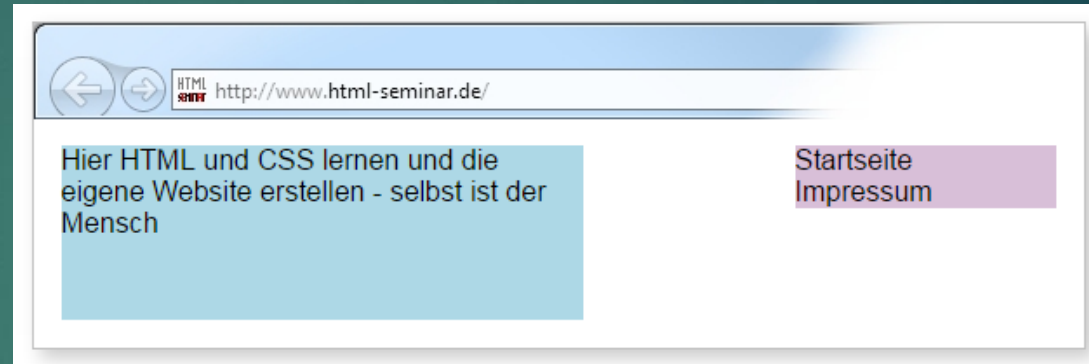 HTML
SEMINAR
http://www.html-seminar.de/
Hier HTML und CSS lernen und die
eigene Website erstellen - selbst ist der
Mensch
Startseite
Impressum